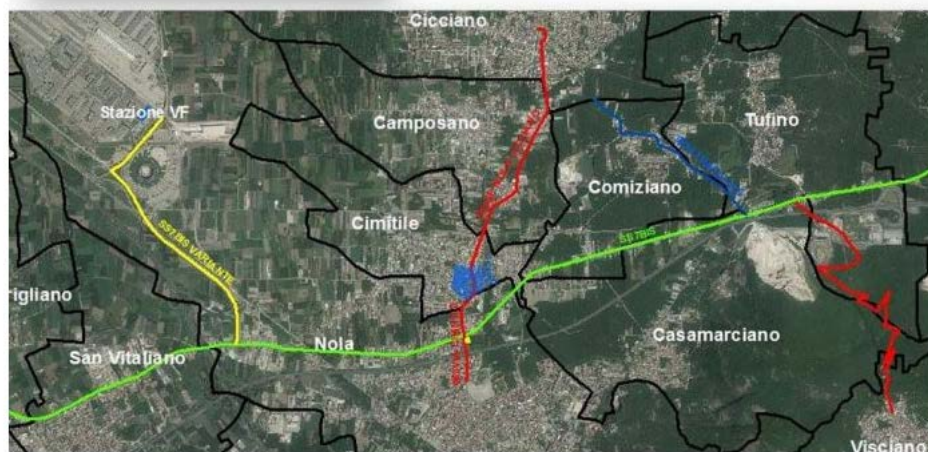 Cicciano
Stazione VF
Camposano
Tufino
Comiziano
Cimitile
SS7BIS VARIANTE
SS7BIS
rigliano
San Vitaliano
Nola
Casamarciano
Visciano